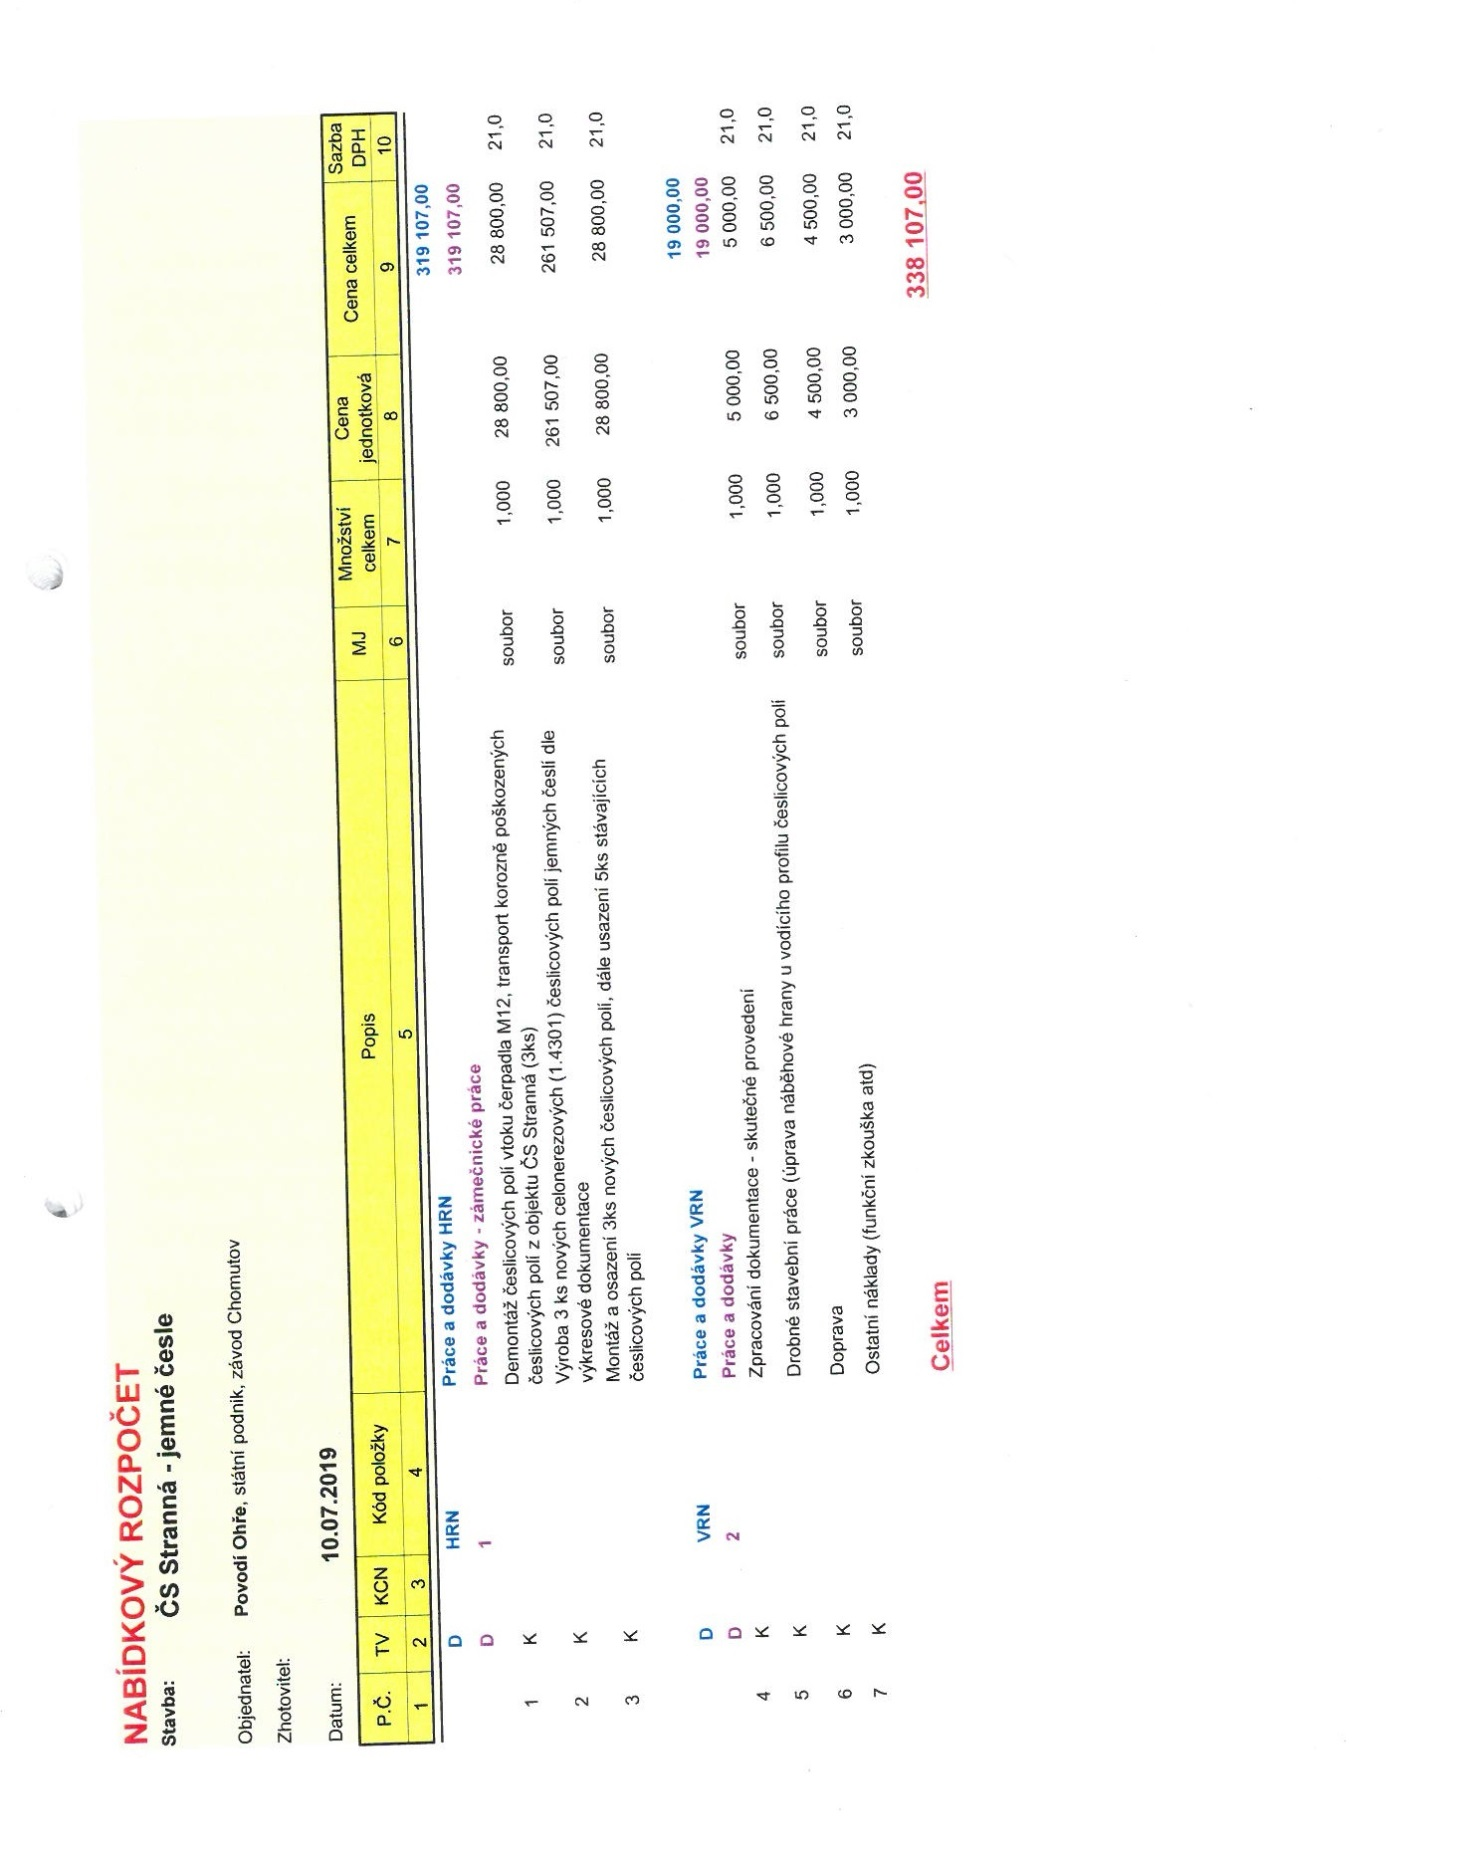 NABÍDKOVÝ ROZPOČET
Stavba: ČS Stranná - jemné česle
Objednatel: Povodí Ohře, státní podnik, závod Chomutov
Zhotovitel:
Datum: 10.07.2019
P.Č. TV KCN Kód položky Popis MJ Množství celkem Cena jednotková Cena celkem Sazba DPH
1 2 3 4 5 6 7 8 9 10
D HRN Práce a dodávky HRN 319 107,00
D 1 Práce a dodávky - zámečnické práce 319 107,00
1 K Demontáž česlicových polí vtoku čerpadla M12, transport korozně poškozených soubor 1,000 28 800,00 28 800,00 21,0
česlicových polí z objektu ČS Stranná (3ks)
2 K Výroba 3 ks nových celonerezových (1.4301) česlicových polí jemných česlí dle soubor 1,000 261 507,00 261 507,00 21,0
výkresové dokumentace
3 K Montáž a osazení 3ks nových česlicových polí, dále usazení 5ks stávajících soubor 1,000 28 800,00 28 800,00 21,0
česlicových polí
D VRN Práce a dodávky VRN 19 000,00
D 2 Práce a dodávky 19 000,00
4 K Zpracování dokumentace - skutečné provedení soubor 1,000 5 000,00 5 000,00 21,0
5 K Drobné stavební práce (úprava náběhové hrany u vodícího profilu česlicových polí soubor 1,000 6 500,00 6 500,00 21,0
6 K Doprava soubor 1,000 4 500,00 4 500,00 21,0
7 K Ostatní náklady (funkční zkouška atd) soubor 1,000 3 000,00 3 000,00 21,0
Celkem 338 107,00